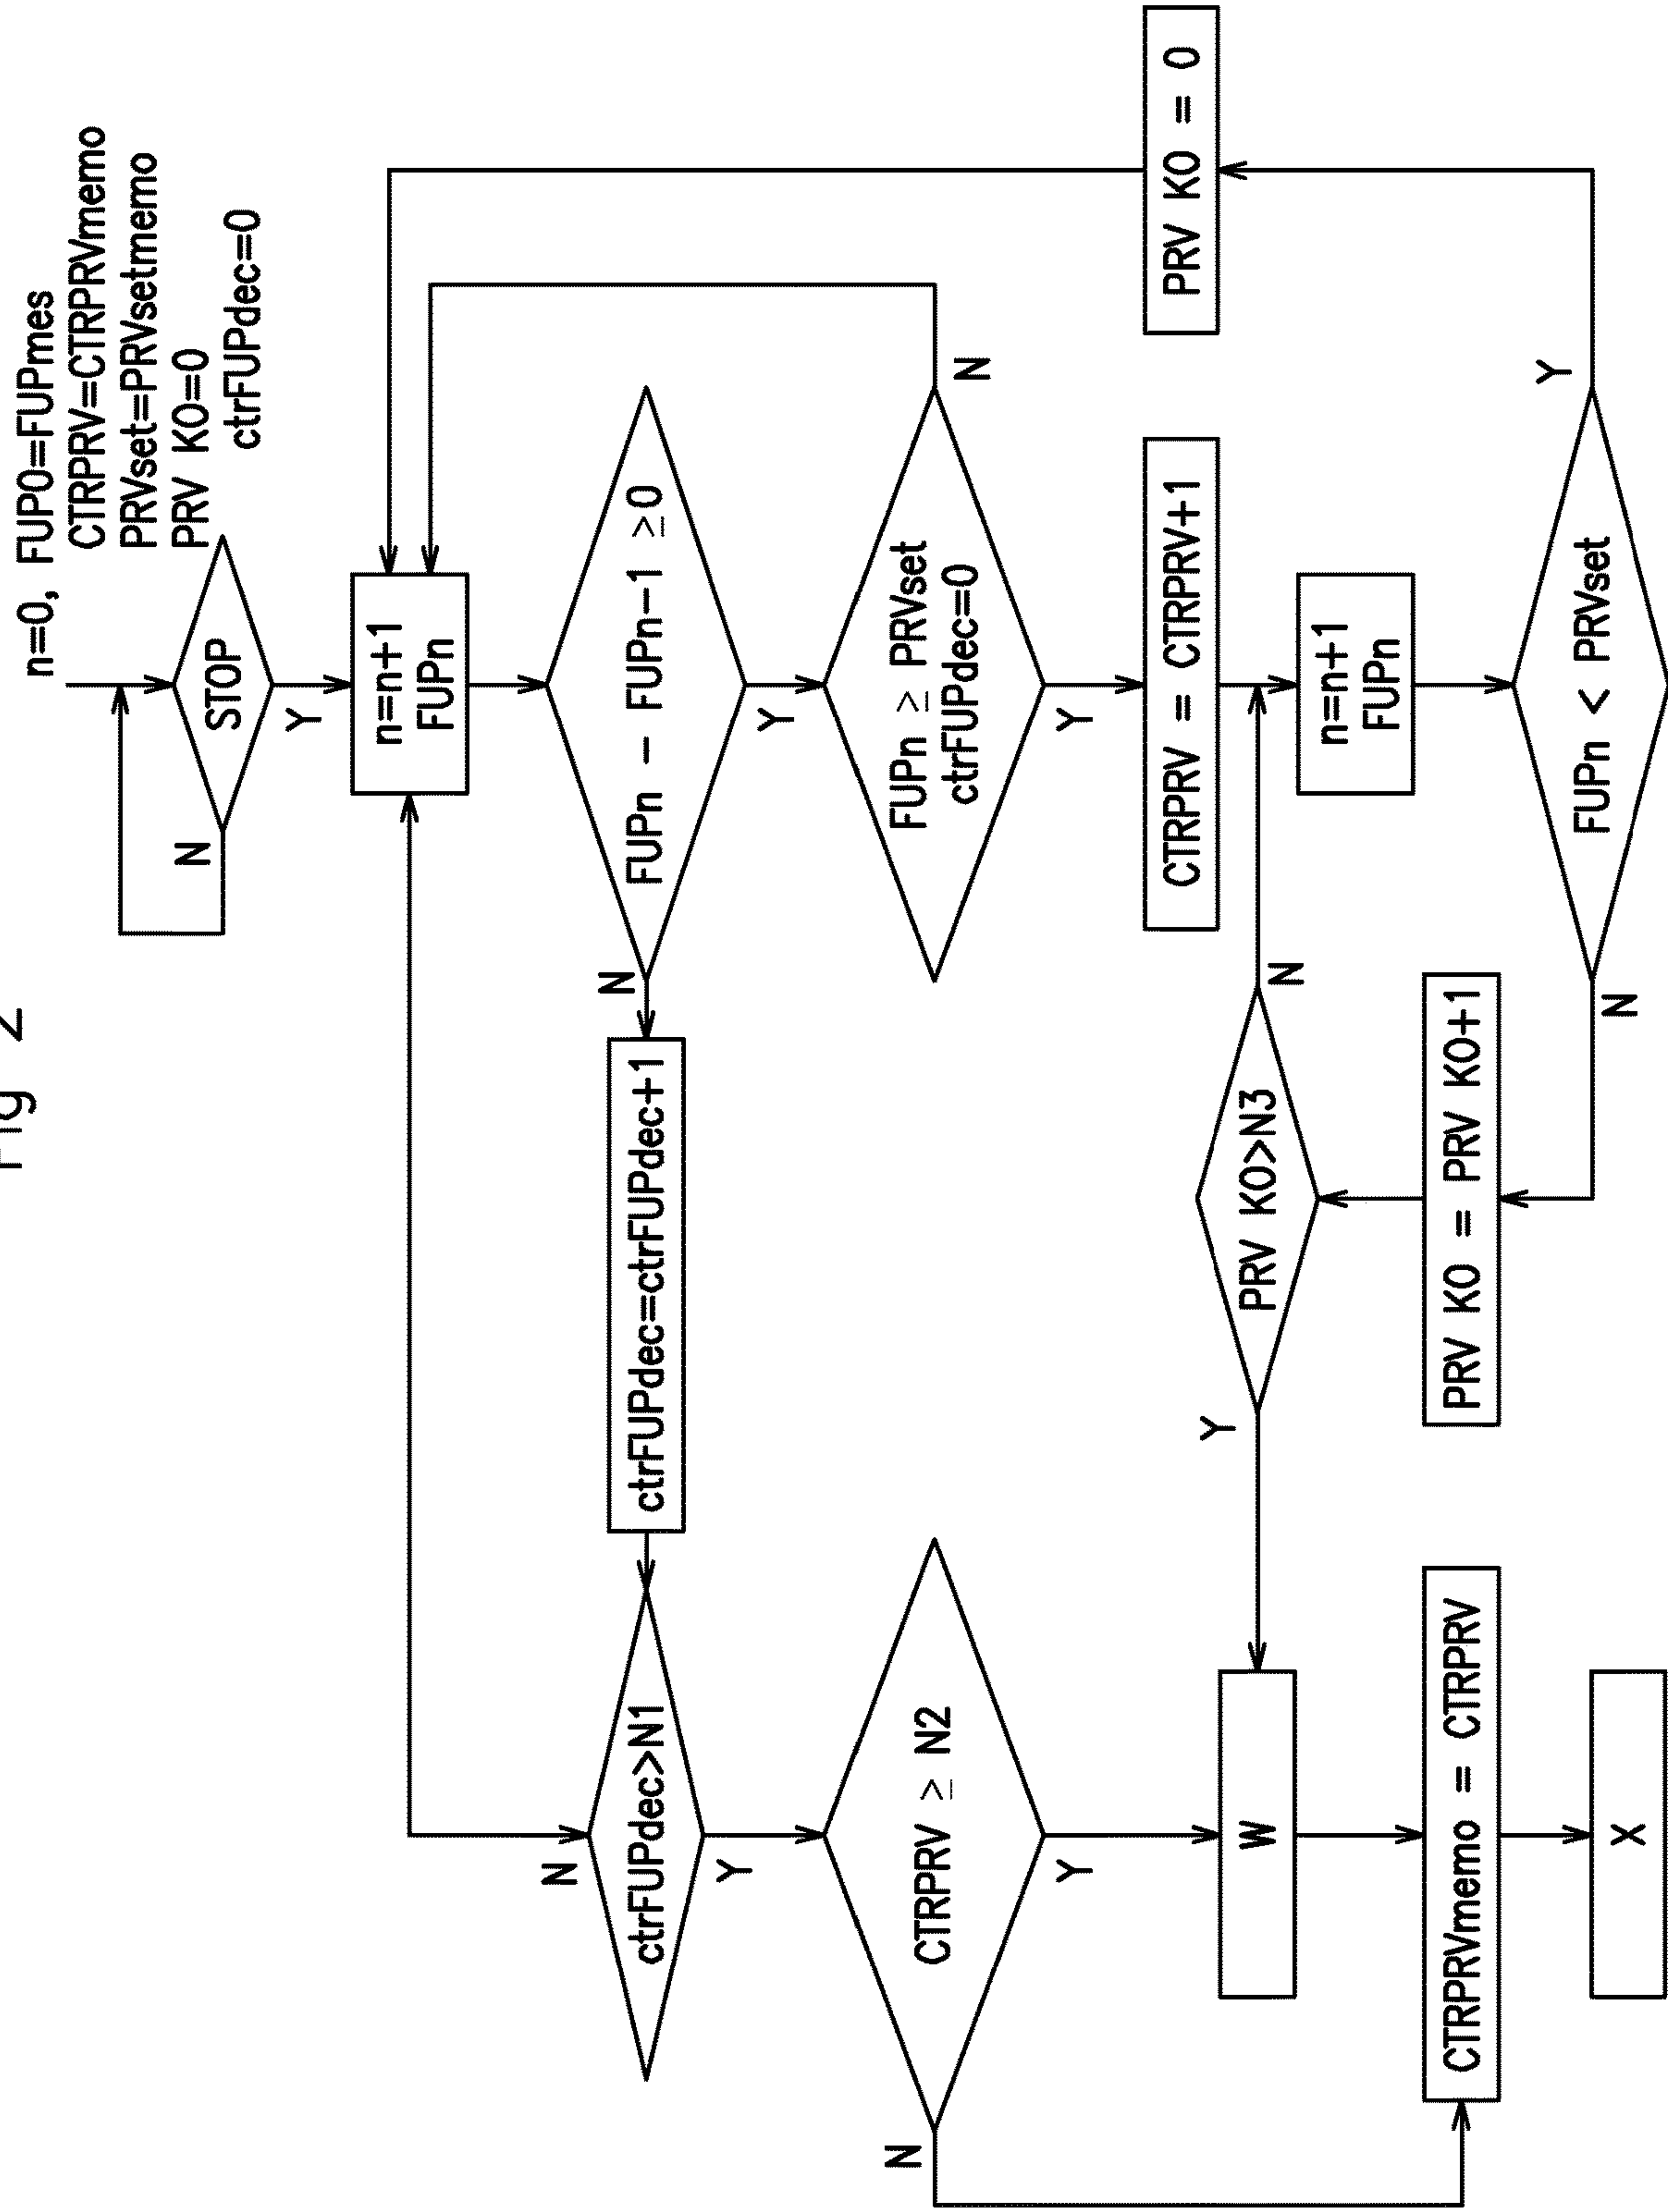 Fig 2
n=0, FUP0=FUPmes
CTRPRV=CTRPRVmemo
PRVset=PRVsetmemo
PRV KO=0
ctrFUPdec=0
STOP
N
Y
n=n+1
FUPn
FUPn - FUPn-1 ≥0
N
Y
ctrFUPdec=ctrFUPdec+1
ctrFUPdec>N1
N
Y
FUPn ≥ PRVset
ctrFUPdec=0
N
Y
CTRPRV ≥ N2
N
Y
CTRPRV = CTRPRV+1
PRV KO = 0
PRV KO>N3
N
Y
W
n=n+1
FUPn
PRV KO = PRV KO+1
CTRPRVmemo = CTRPRV
FUPn < PRVset
N
Y
X